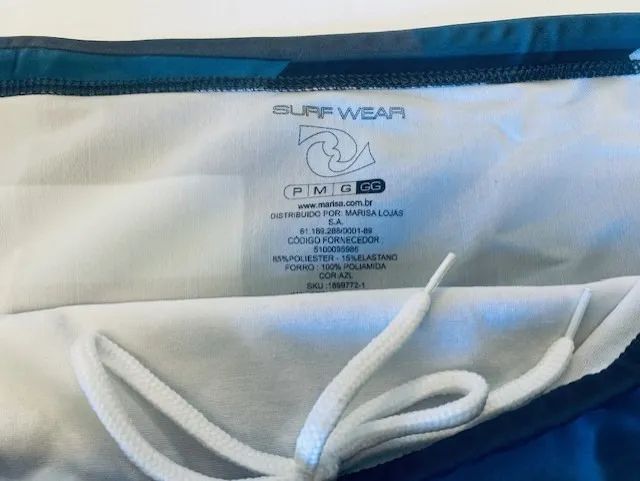 SURF WEAR
P M G GG
www.marisa.com.br
DISTRIBUIDO POR: MARISA LOJAS
S.A.
61.189.288/0001-89
CÓDIGO FORNECEDOR
5100095986
85%POLIESTER - 15%ELASTANO
FORRO : 100% POLIAMIDA
COR:AZL
SKU : 1899772-1